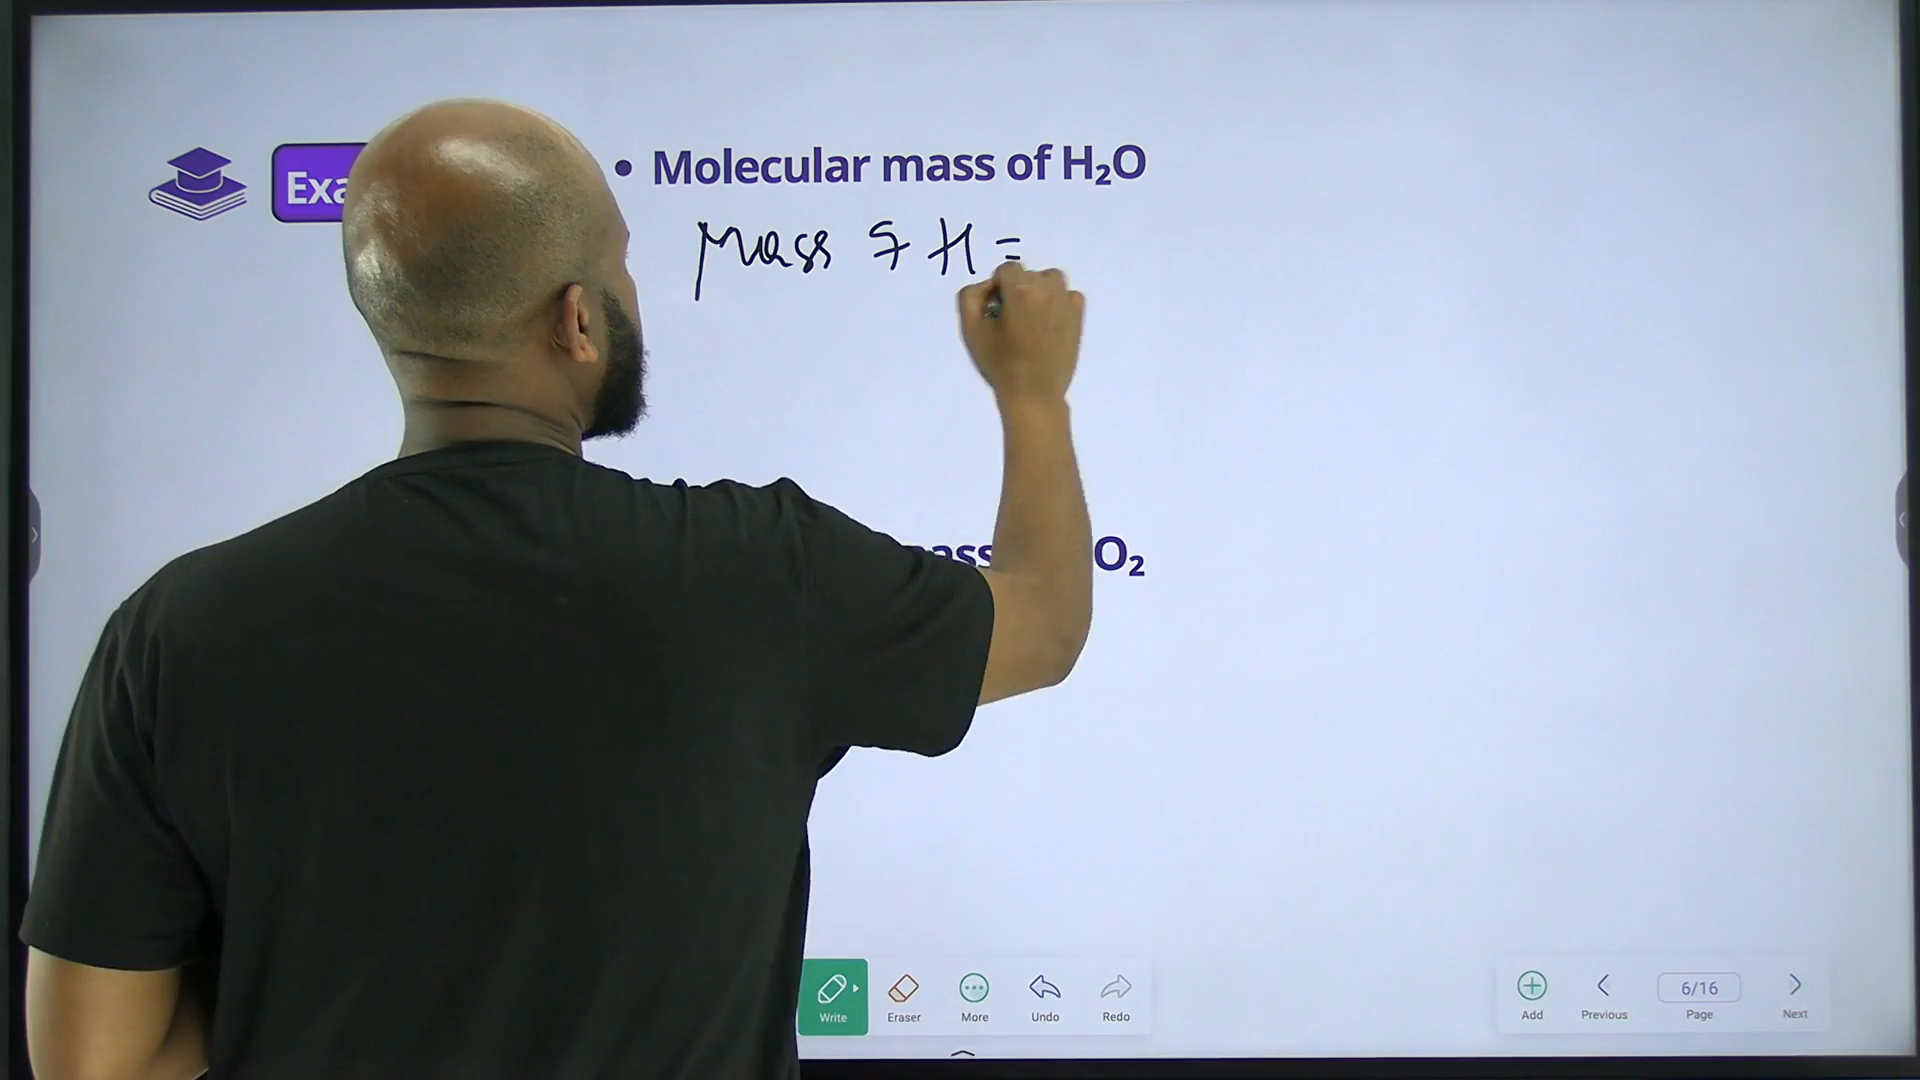 Exa
• Molecular mass of H₂O
Mass of H =
mass
O₂
Write
Eraser
More
Undo
Redo
Add
Previous
6/16
Page
Next